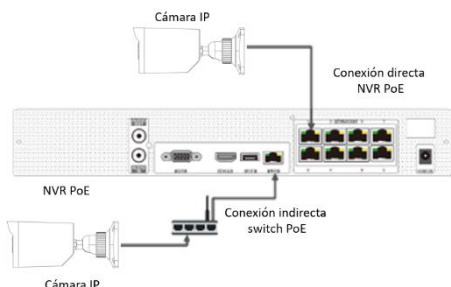 Cámara IP
Conexión directa
NVR PoE
NVR PoE
Conexión indirecta
switch PoE
Cámara IP